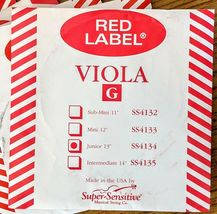 RED
LABEL®
VIOLA
G
Sub-Mini 11" SS4132
Mini 12" SS4133
Junior 13" SS4134
Intermediate 14" SS4135
Made in the USA by
Super-Sensitive
Musical String Co.